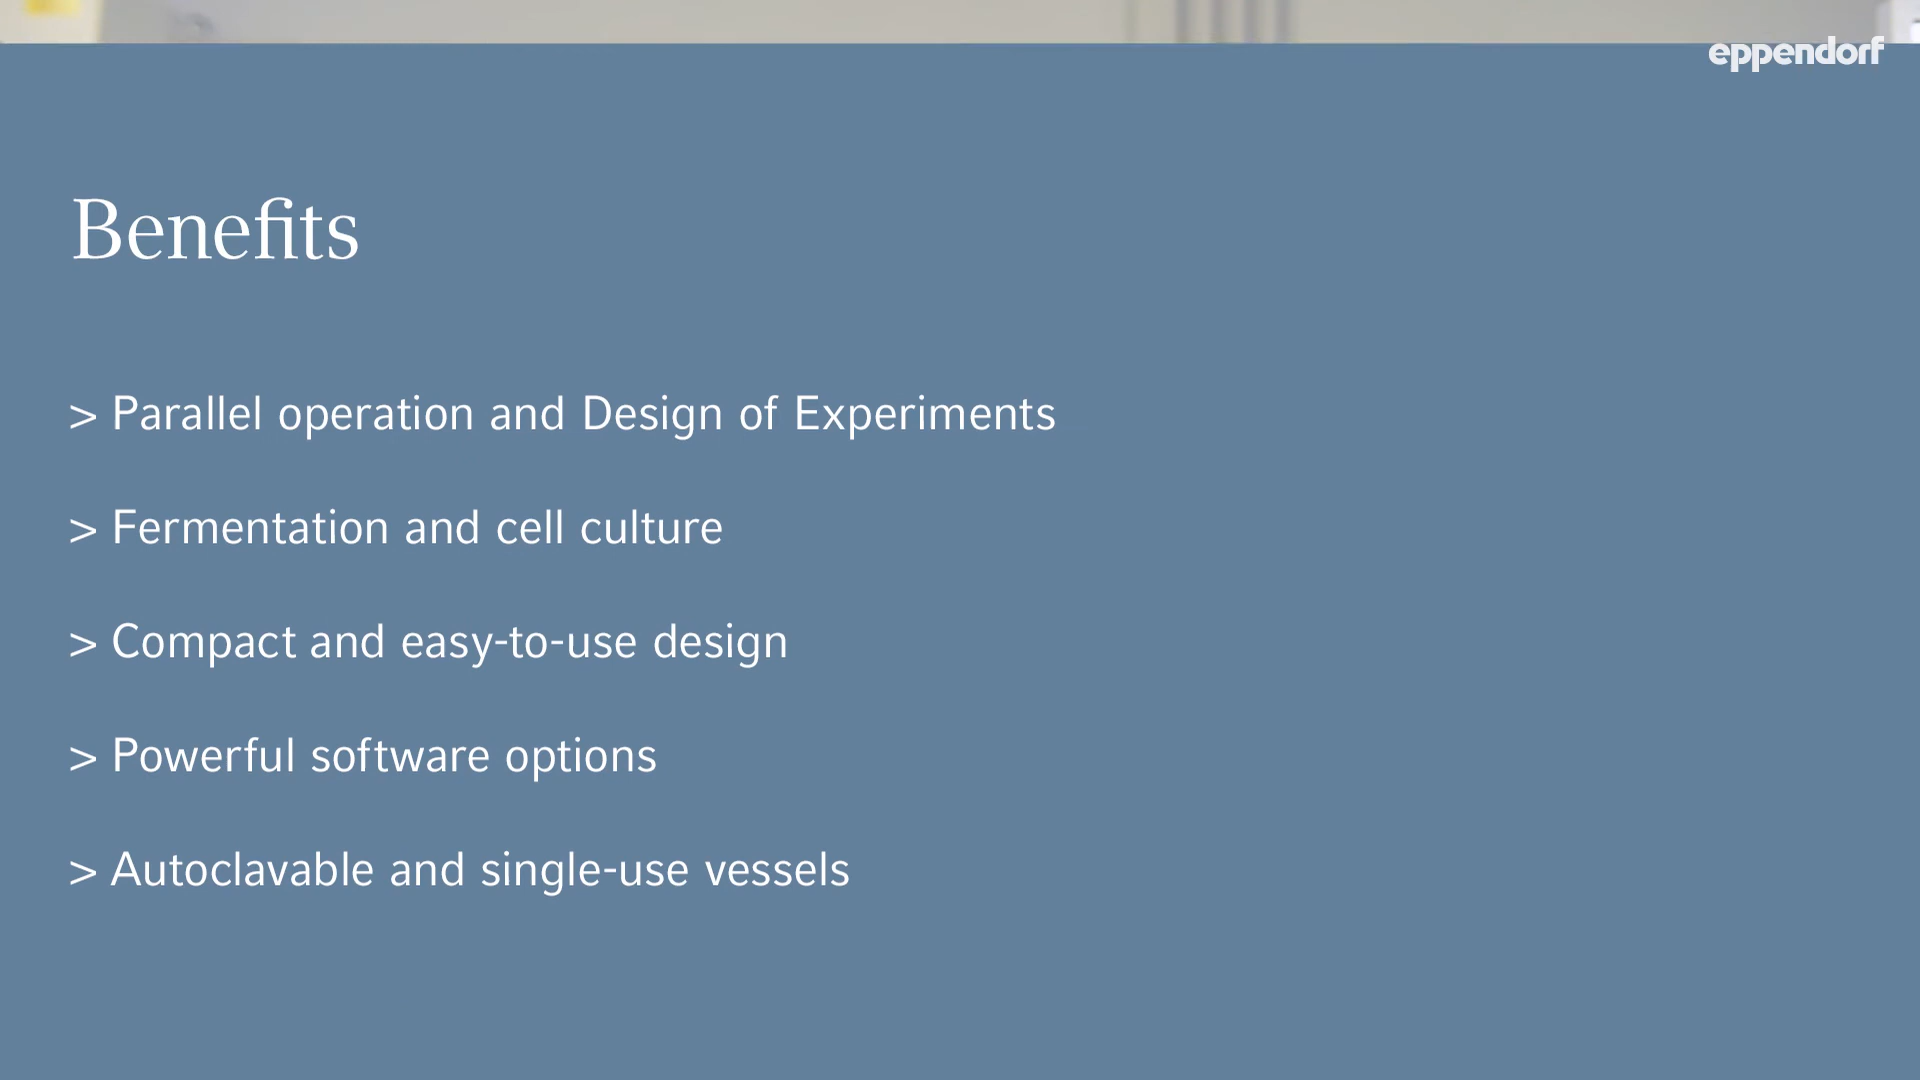 eppendorf
Benefits
> Parallel operation and Design of Experiments
> Fermentation and cell culture
> Compact and easy-to-use design
> Powerful software options
> Autoclavable and single-use vessels